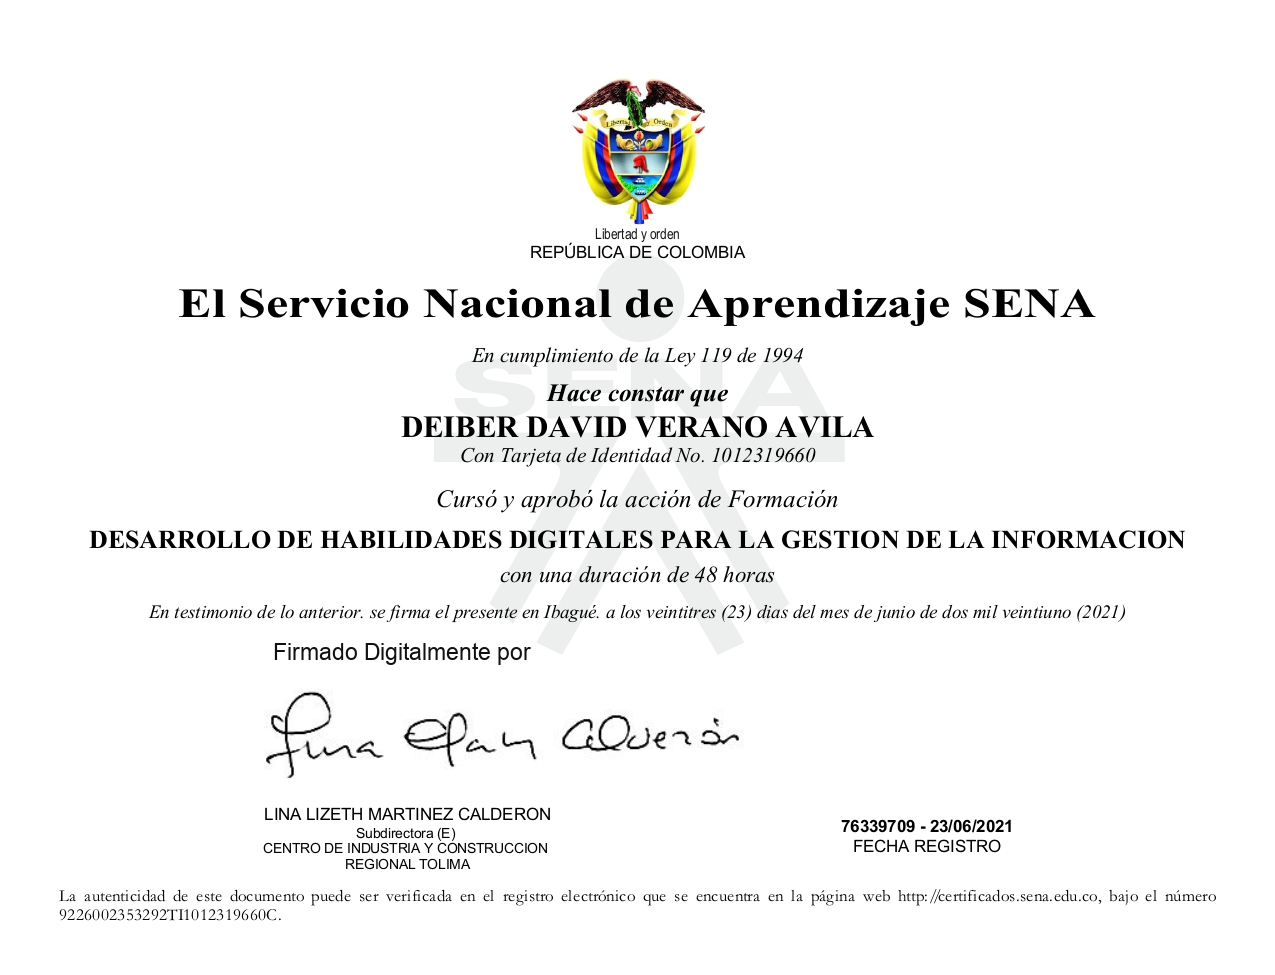 Libertad y Orden
Libertad y orden
REPÚBLICA DE COLOMBIA
El Servicio Nacional de Aprendizaje SENA
En cumplimiento de la Ley 119 de 1994
SENA
Hace constar que
DEIBER DAVID VERANO AVILA
Con Tarjeta de Identidad No. 1012319660
Cursó y aprobó la acción de Formación
DESARROLLO DE HABILIDADES DIGITALES PARA LA GESTION DE LA INFORMACION
con una duración de 48 horas
En testimonio de lo anterior. se firma el presente en Ibagué. a los veintitres (23) dias del mes de junio de dos mil veintiuno (2021)
Firmado Digitalmente por
LINA LIZETH MARTINEZ CALDERON
Subdirectora (E)
CENTRO DE INDUSTRIA Y CONSTRUCCION
REGIONAL TOLIMA
76339709 - 23/06/2021
FECHA REGISTRO
La autenticidad de este documento puede ser verificada en el registro electrónico que se encuentra en la página web http://certificados.sena.edu.co, bajo el número
9226002353292TI1012319660C.